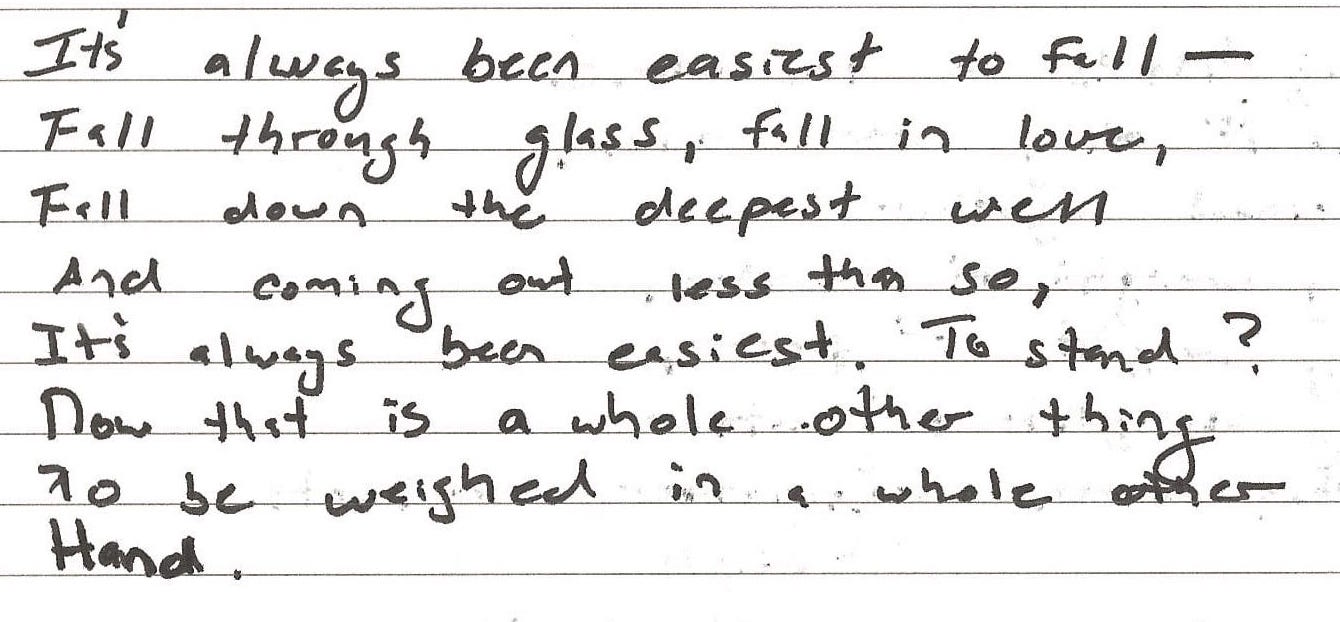 It's always been easiest to fall —
Fall through glass, fall in love,
Fall down the deepest well
And coming out less than so,
It's always been easiest. To stand?
Now that is a whole other thing
To be weighed in a whole other
Hand.